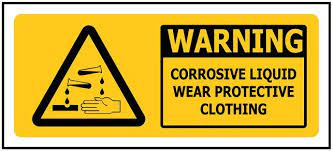 WARNING
CORROSIVE LIQUID
WEAR PROTECTIVE
CLOTHING